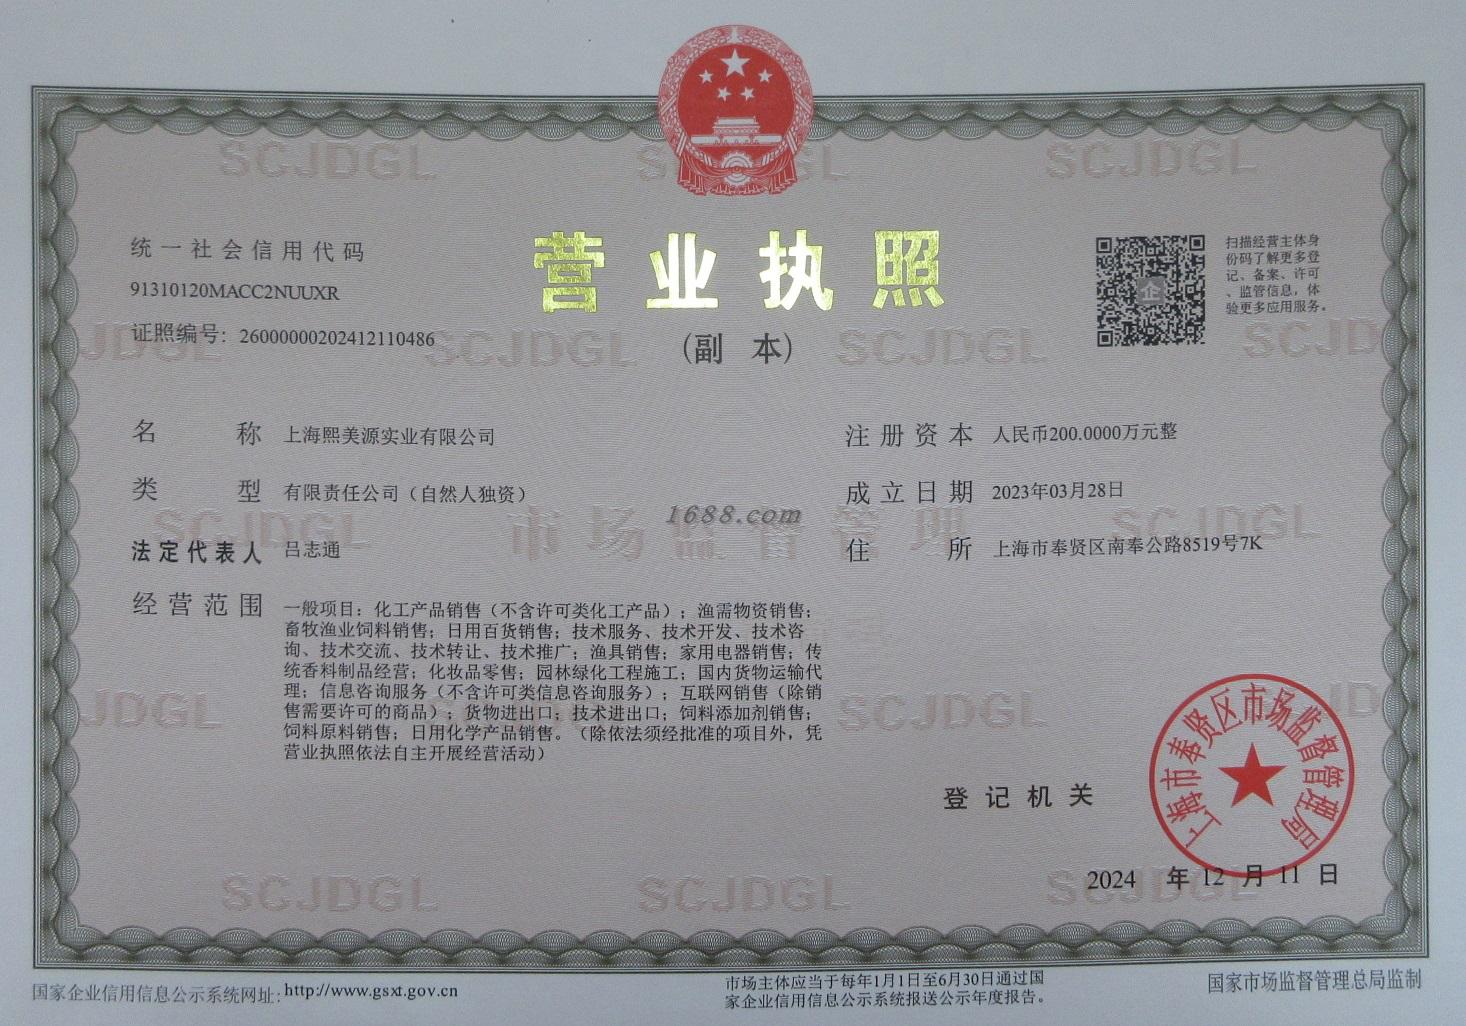 统一社会信用代码
91310120MACC2NUUXR
证照编号：26000000202412110486
营业执照
（副 本）
扫描经营主体身
份码了解更多登
记、备案、许可
、监管信息，体
验更多应用服务。
名 称 上海熙美源实业有限公司
类 型 有限责任公司（自然人独资）
法定代表人 吕志通
经营范围 一般项目：化工产品销售（不含许可类化工产品）；渔需物资销售；
畜牧渔业饲料销售；日用百货销售；技术服务、技术开发、技术咨
询、技术交流、技术转让、技术推广；渔具销售；家用电器销售；传
统香料制品经营；化妆品零售；园林绿化工程施工；国内货物运输代
理；信息咨询服务（不含许可类信息咨询服务）；互联网销售（除销
售需要许可的商品）；货物进出口；技术进出口；饲料添加剂销售；
饲料原料销售；日用化学产品销售。（除依法须经批准的项目外，凭
营业执照依法自主开展经营活动）
注册资本 人民币200.0000万元整
成立日期 2023年03月28日
住 所 上海市奉贤区南奉公路8519号7K
1688.com
市场监督管理
SCJDGL
登记机关
上海市奉贤区市场监督管理局
2024 年 12 月 11 日
国家企业信用信息公示系统网址：http://www.gsxt.gov.cn
市场主体应当于每年1月1日至6月30日通过国
家企业信用信息公示系统报送公示年度报告。
国家市场监督管理总局监制